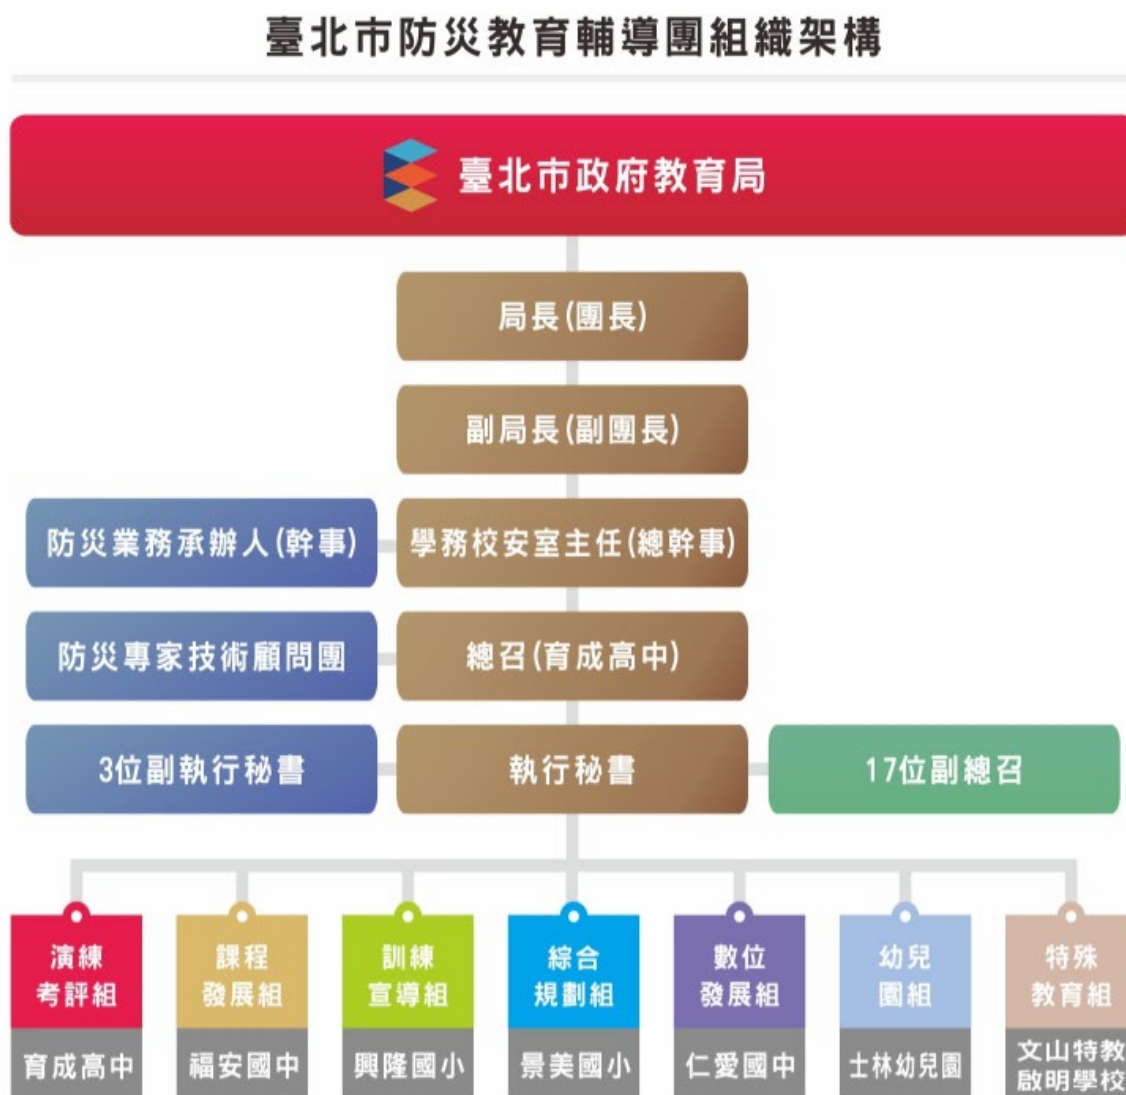 臺北市防災教育輔導團組織架構
臺北市政府教育局
局長(團長)
副局長(副團長)
防災業務承辦人(幹事)
學務校安室主任(總幹事)
防災專家技術顧問團
總召(育成高中)
3位副執行秘書
執行秘書
17位副總召
演練
考評組
育成高中
課程
發展組
福安國中
訓練
宣導組
興隆國小
綜合
規劃組
景美國小
數位
發展組
仁愛國中
幼兒
園組
士林幼兒園
特殊
教育組
文山特教
啟明學校